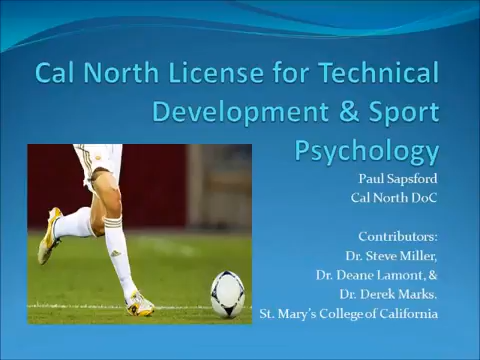 Cal North License for Technical
Development & Sport
Psychology
Paul Sapsford
Cal North DoC
Contributors:
Dr. Steve Miller,
Dr. Deane Lamont, &
Dr. Derek Marks.
St. Mary's College of California